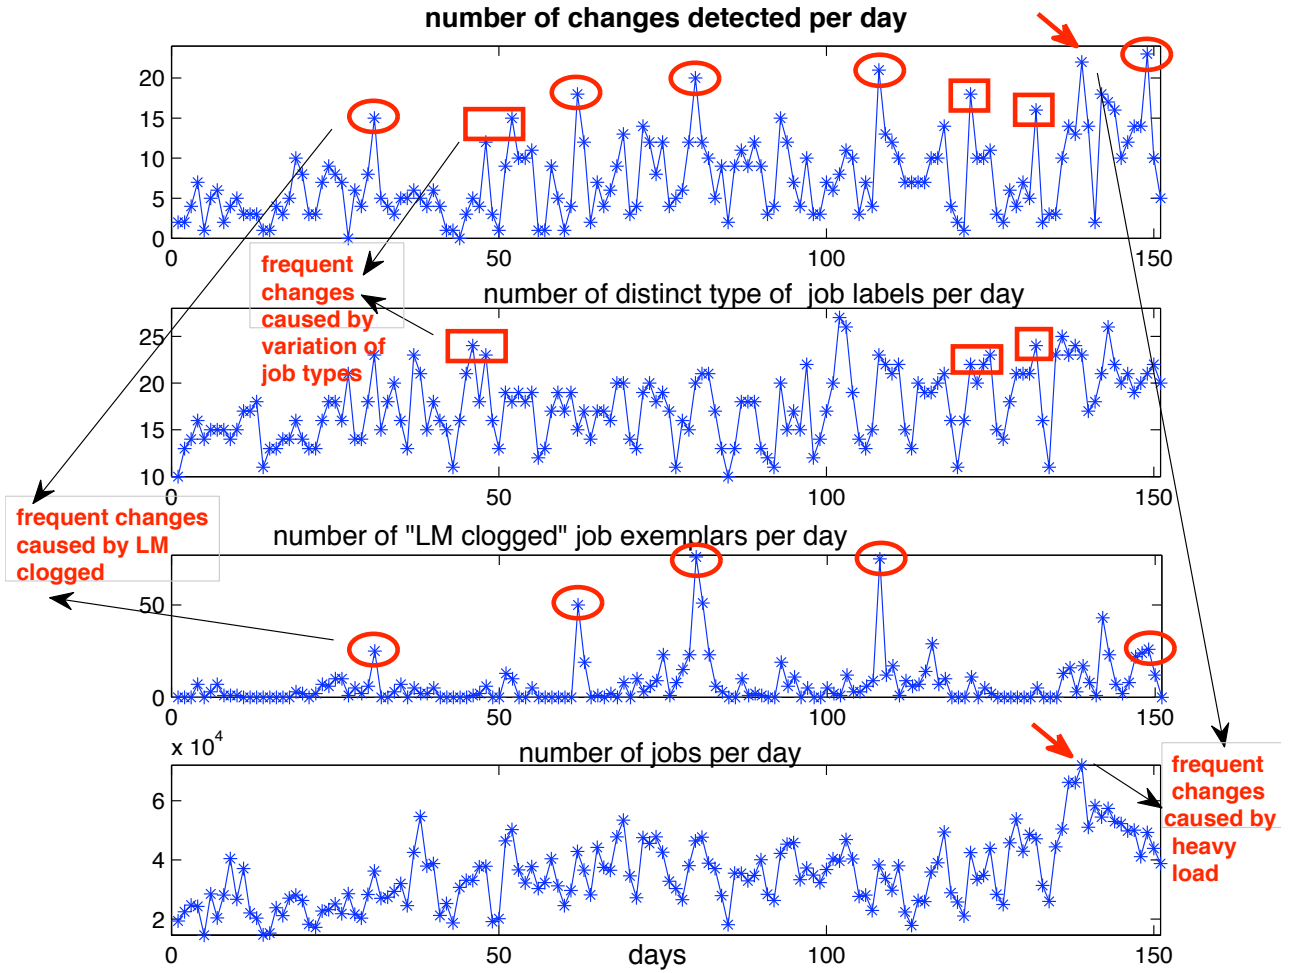 number of changes detected per day
20
15
10
5
0
0
50
100
150
frequent
changes
caused by
variation of
job types
number of distinct type of  job labels per day
25
20
15
10
0
50
100
150
frequent changes
caused by LM
clogged
number of "LM clogged" job exemplars per day
50
0
0
50
100
150
x 10^4
number of jobs per day
6
4
2
0
50
100
150
days
frequent
changes
caused by
heavy
load